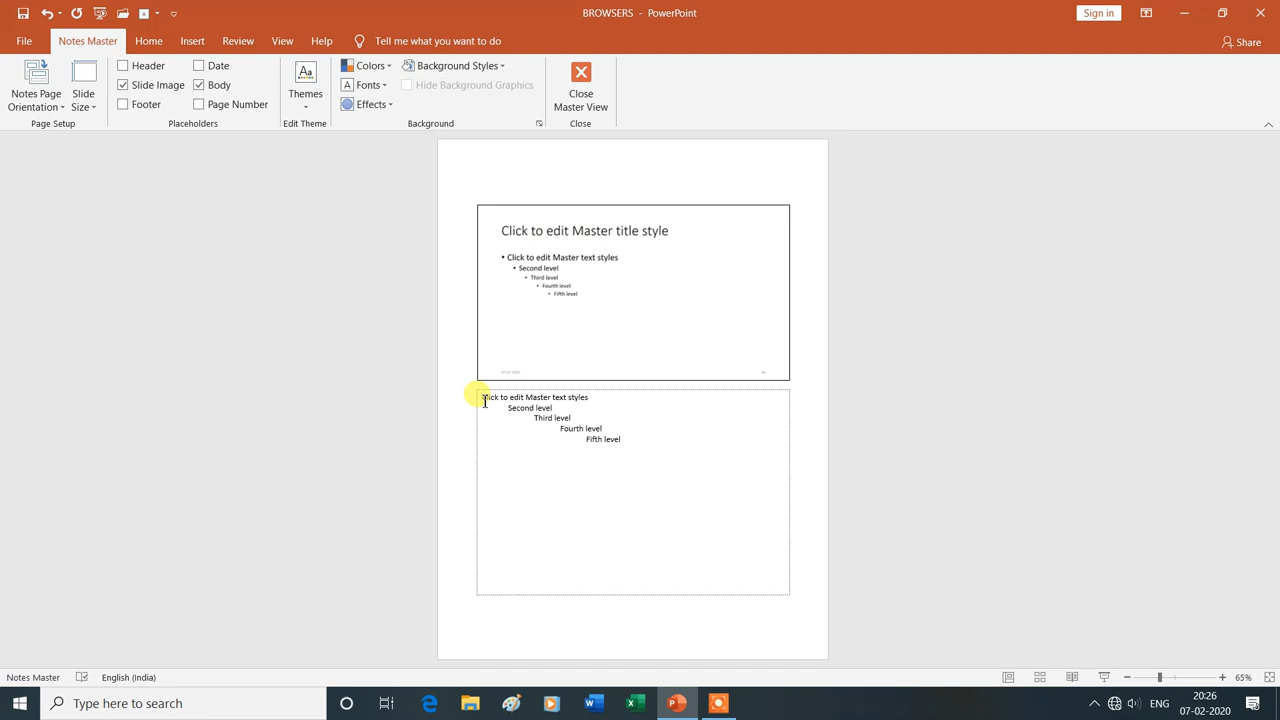 BROWSERS - PowerPoint
Sign in
File Notes Master Home Insert Review View Help Tell me what you want to do
Share
Notes Page Orientation
Slide Size
Page Setup
Header
Slide Image
Footer
Date
Body
Page Number
Placeholders
Themes
Edit Theme
Colors
Fonts
Effects
Background Styles
Hide Background Graphics
Background
Close Master View
Close
Click to edit Master title style
• Click to edit Master text styles
• Second level
• Third level
• Fourth level
• Fifth level
Click to edit Master text styles
Second level
Third level
Fourth level
Fifth level
Notes Master English (India)
65%
Type here to search
ENG
20:26
07-02-2020